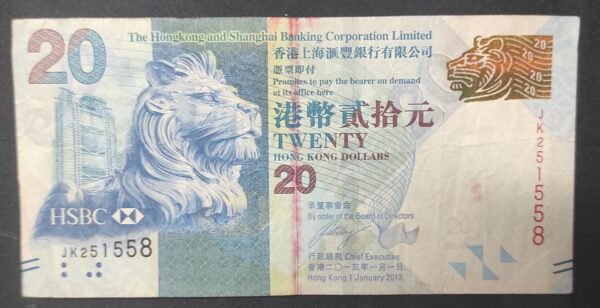 20
The Hongkong and Shanghai Banking Corporation Limited
香港上海滙豐銀行有限公司
憑票即付
Promises to pay the bearer on demand
at its office here
港幣貳拾元
TWENTY
HONG KONG DOLLARS
20
承董事會命
By order of the Board of Directors
行政總裁 Chief Executive
香港二〇一三年一月一日
Hong Kong 1 January 2013
HSBC
JK251558
20
20
20
20
JK251558